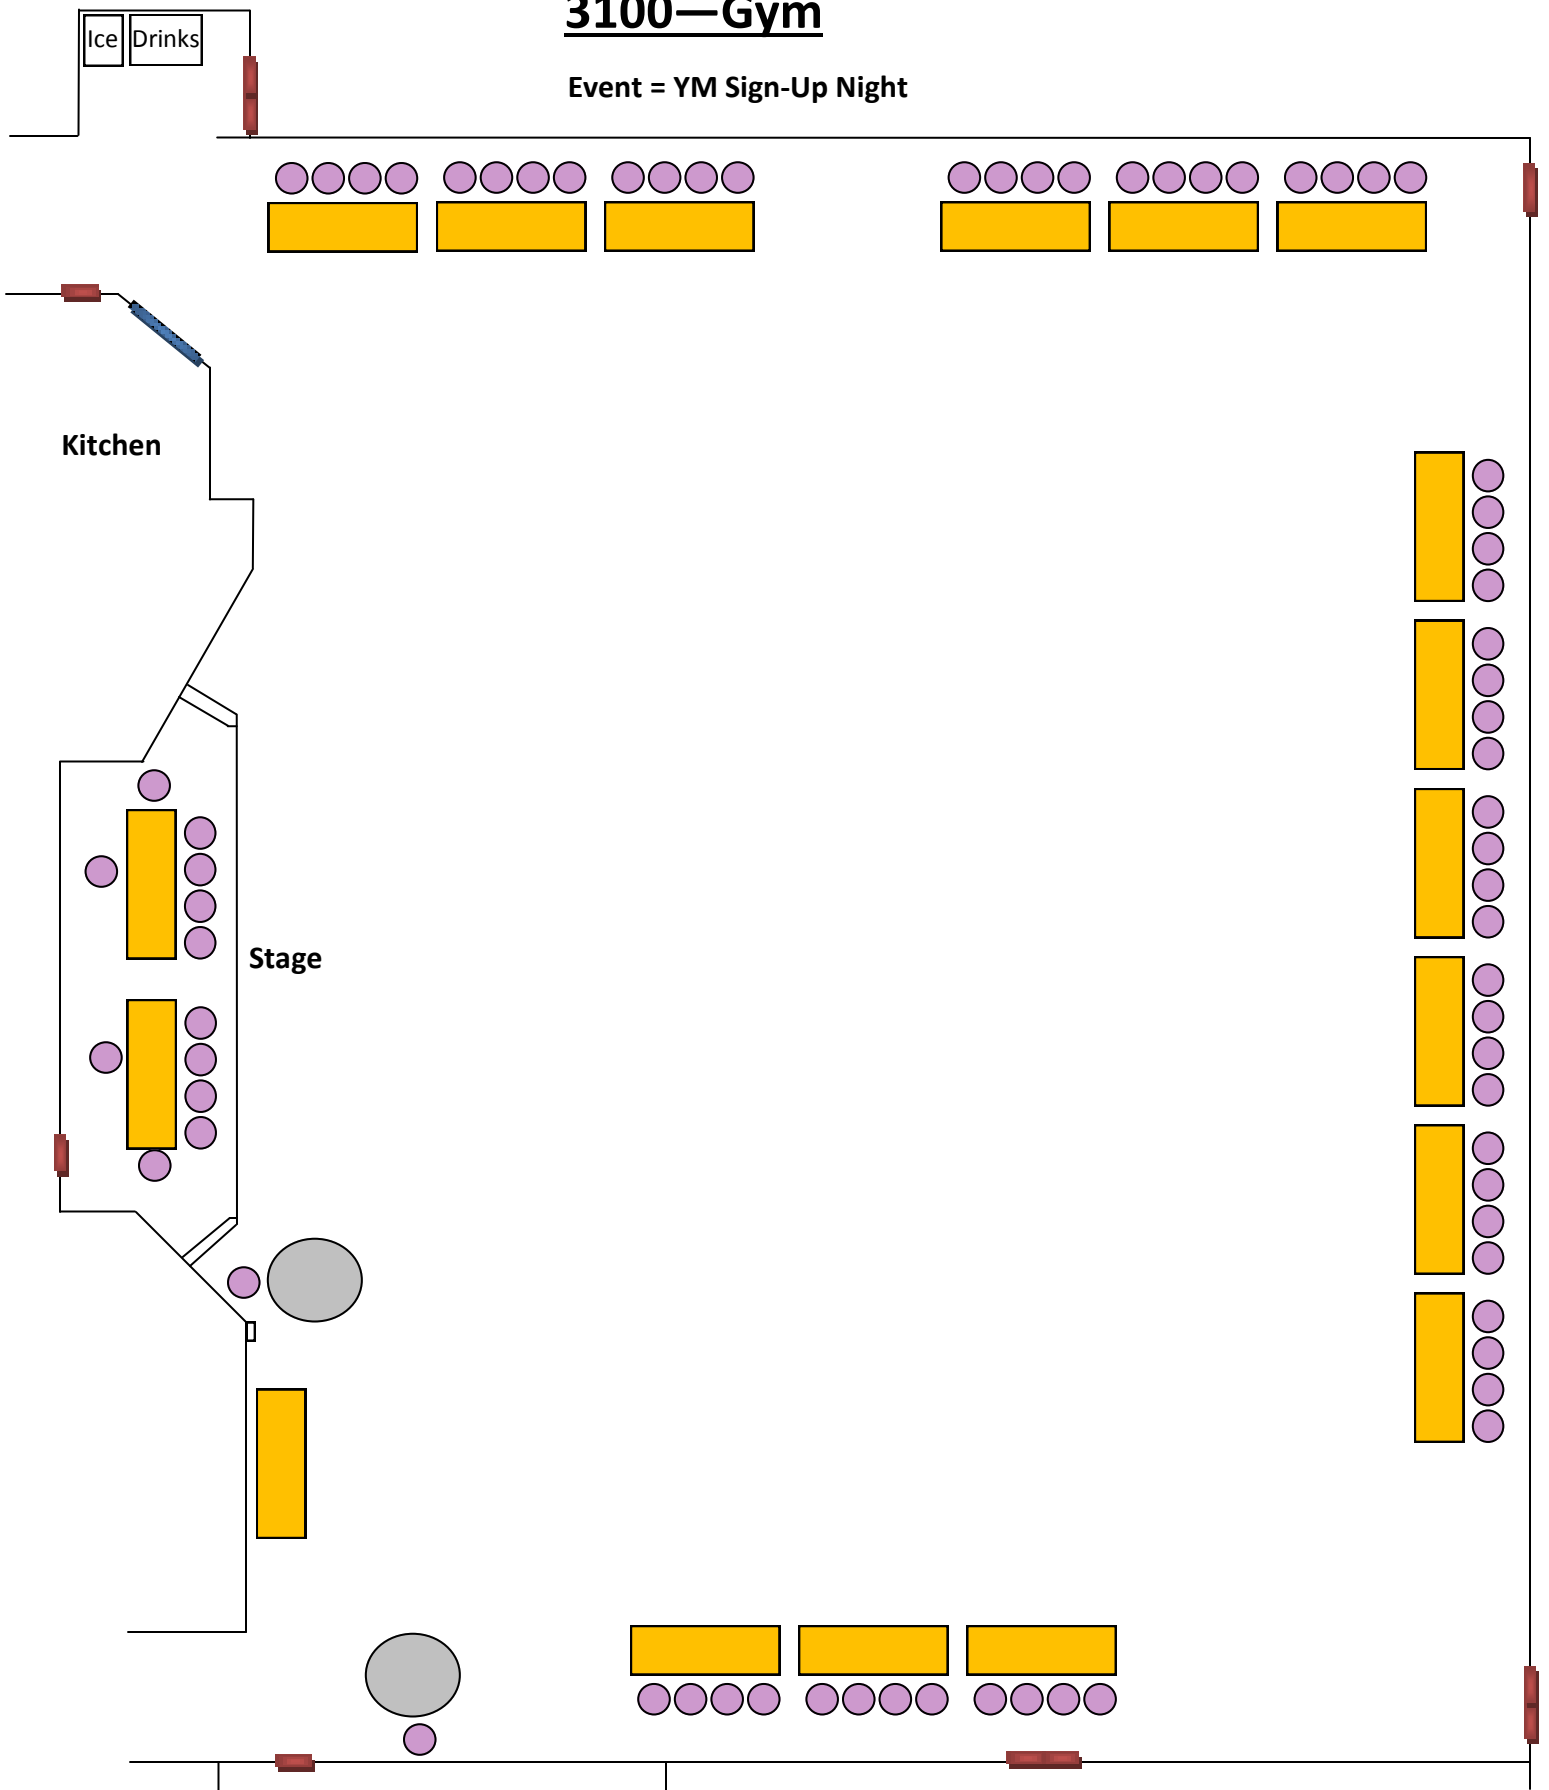 3100—Gym
Ice Drinks
Event = YM Sign-Up Night
Kitchen
Stage